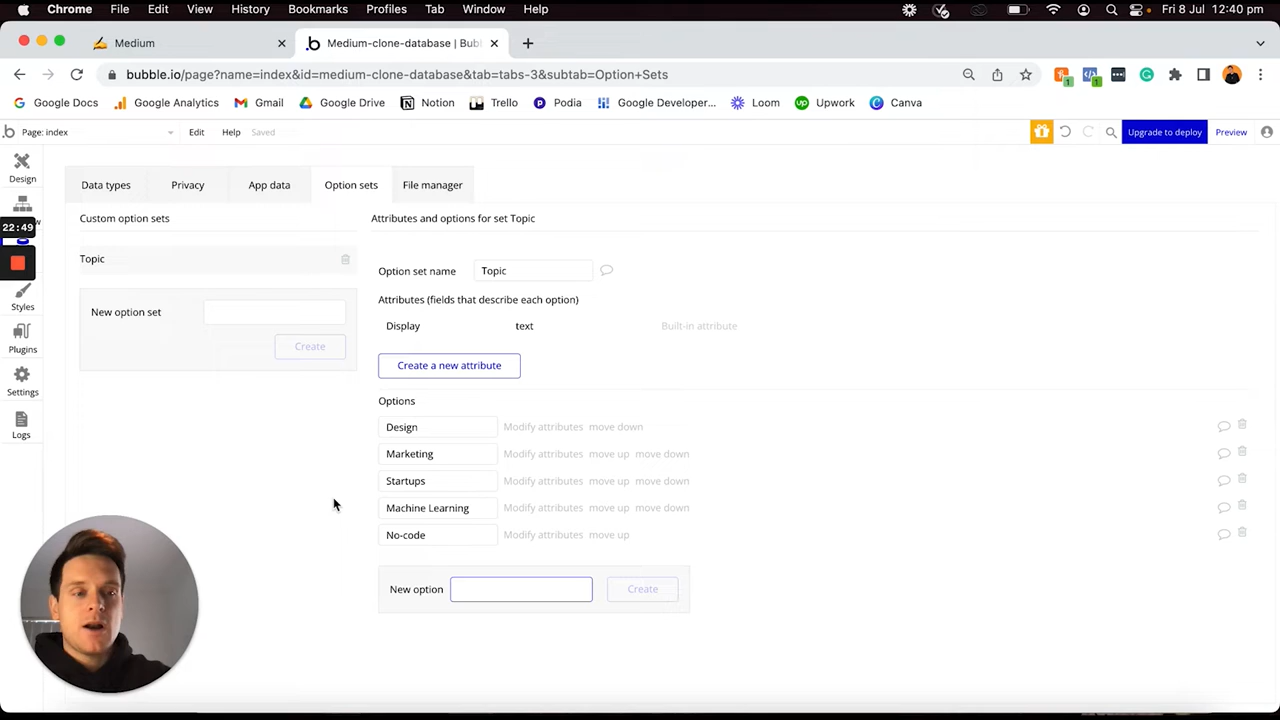 Chrome File Edit View History Bookmarks Profiles Tab Window Help Fri 8 Jul 12:40 pm
Medium
Medium-clone-database | Bub
bubble.io/page?name=index&id=medium-clone-database&tab=tabs-3&subtab=Option+Sets
Google Docs Google Analytics Gmail Google Drive Notion Trello Podia Google Developer... Loom Upwork Canva
Page: index Edit Help Saved Upgrade to deploy Preview
Design
22:49
Styles
Plugins
Settings
Logs
Data types Privacy App data Option sets File manager
Custom option sets
Topic
New option set
Create
Attributes and options for set Topic
Option set name Topic
Attributes (fields that describe each option)
Display text Built-in attribute
Create a new attribute
Options
Design Modify attributes move down
Marketing Modify attributes move up move down
Startups Modify attributes move up move down
Machine Learning Modify attributes move up move down
No-code Modify attributes move up
New option Create